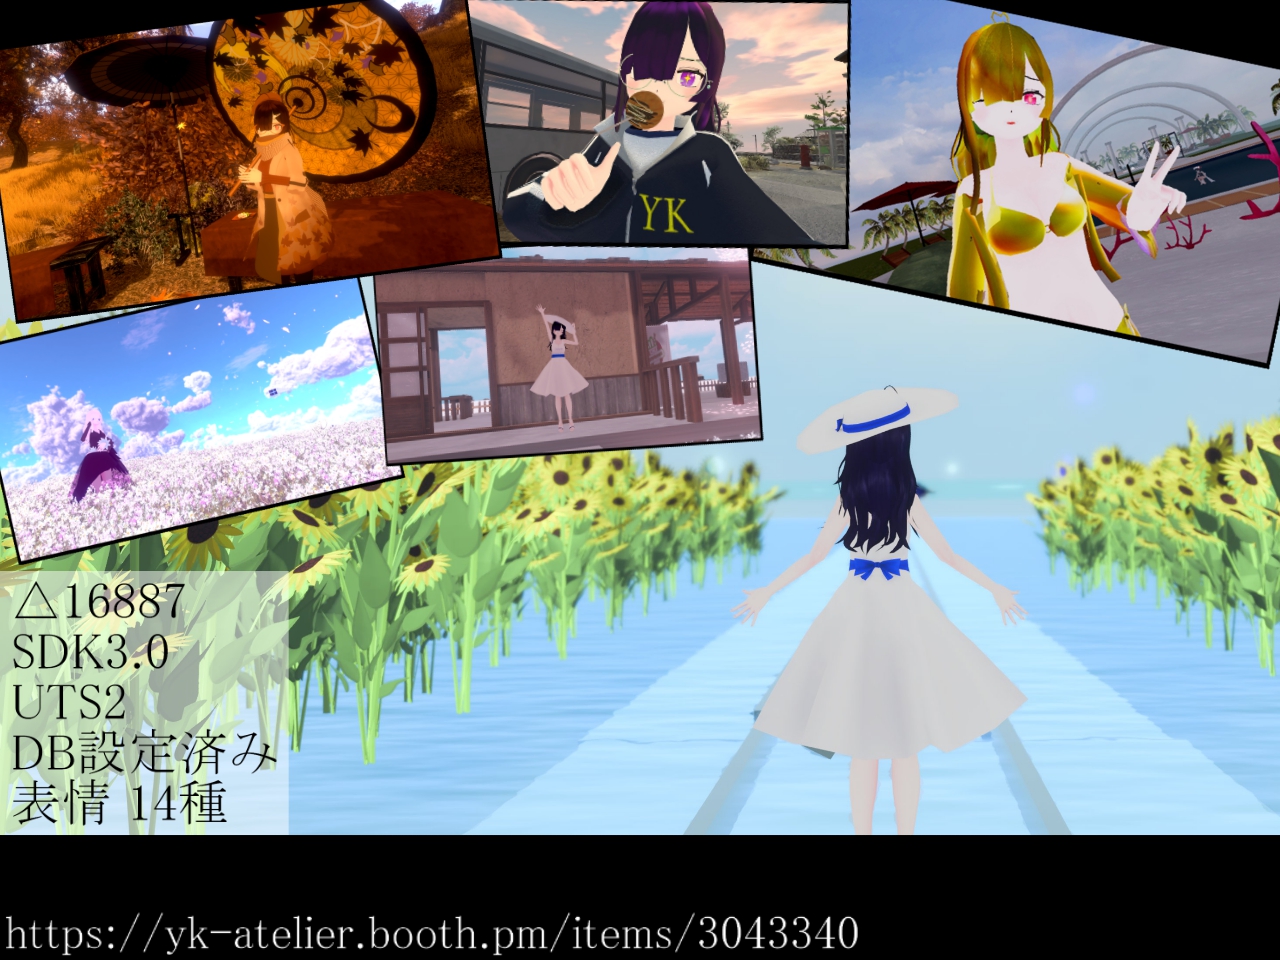 YK
△16887
SDK3.0
UTS2
DB設定済み
表情 14種
https://yk-atelier.booth.pm/items/3043340